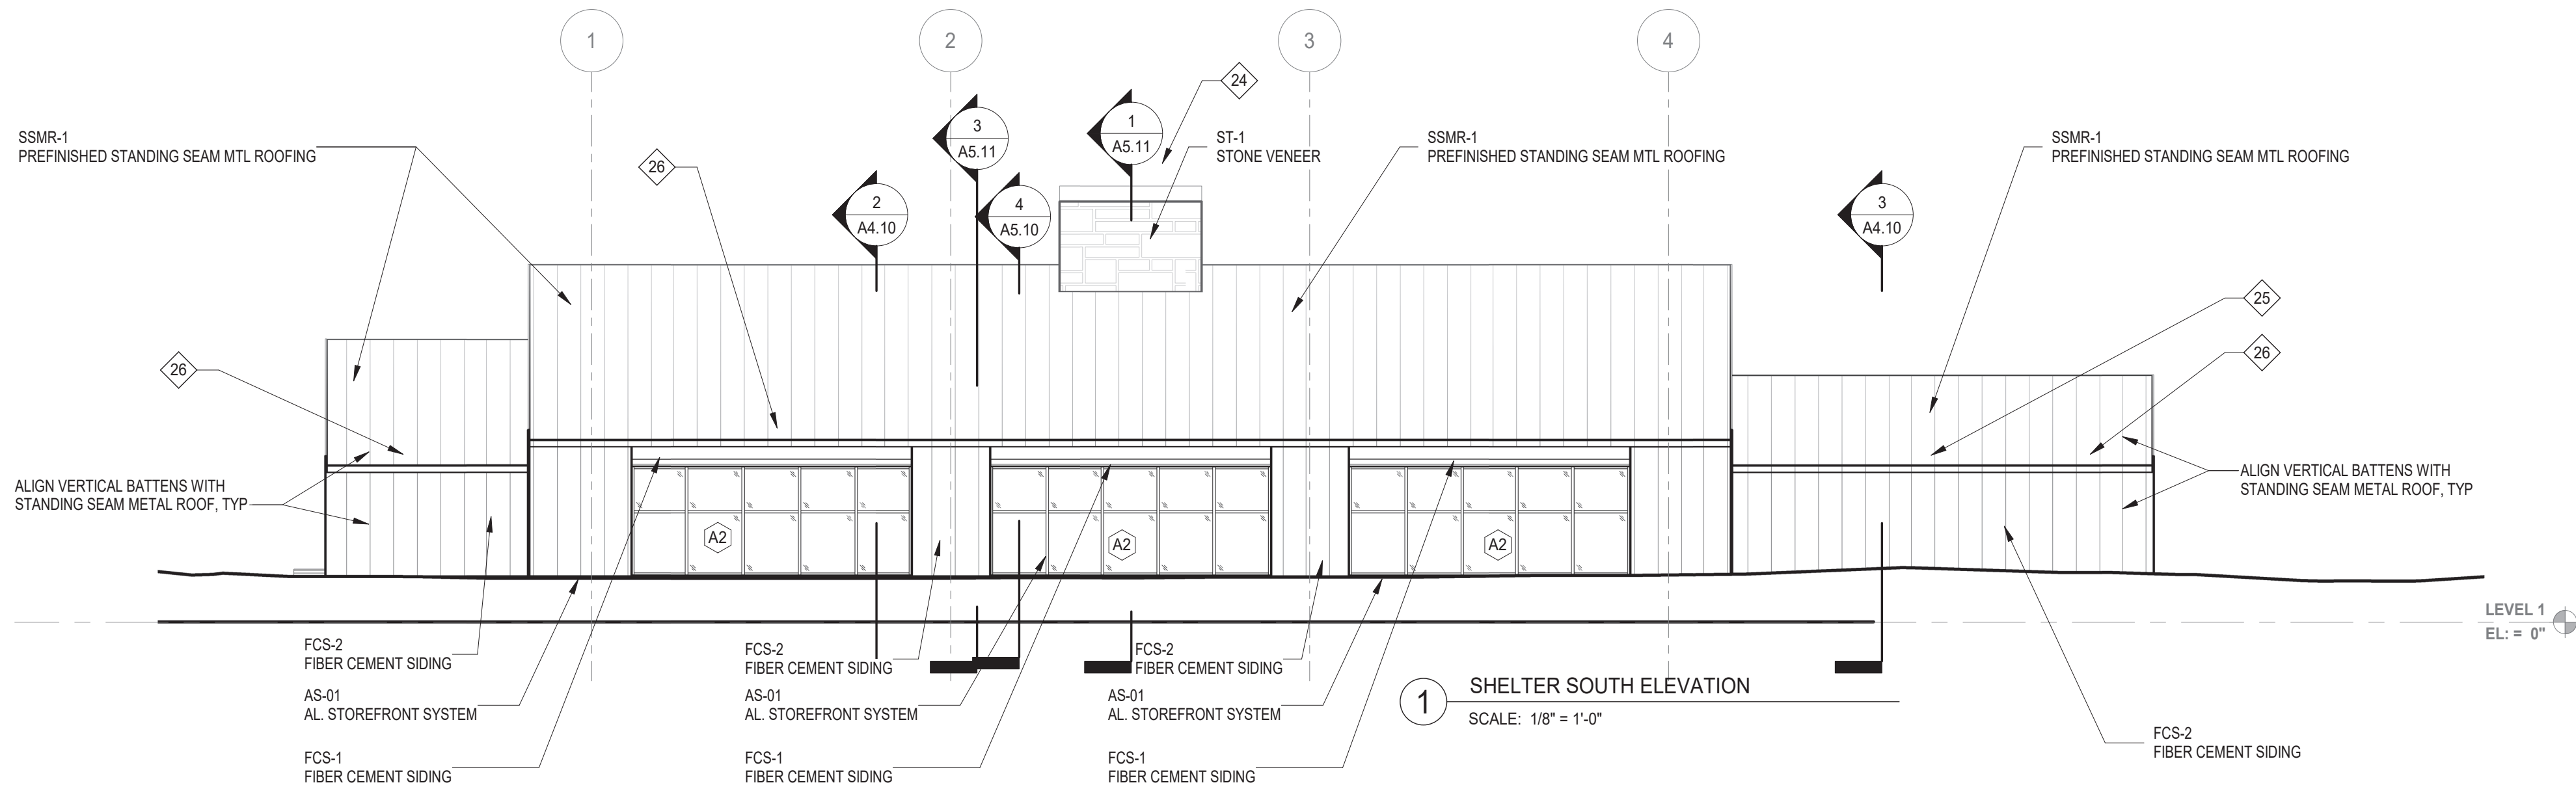 1
2
3
4
24
3
A5.11
1
A5.11
SSMR-1
PREFINISHED STANDING SEAM MTL ROOFING
26
ST-1
STONE VENEER
SSMR-1
PREFINISHED STANDING SEAM MTL ROOFING
SSMR-1
PREFINISHED STANDING SEAM MTL ROOFING
2
A4.10
4
A5.10
3
A4.10
25
26
26
ALIGN VERTICAL BATTENS WITH
STANDING SEAM METAL ROOF, TYP
ALIGN VERTICAL BATTENS WITH
STANDING SEAM METAL ROOF, TYP
A2
A2
A2
LEVEL 1
EL: = 0"
FCS-2
FIBER CEMENT SIDING
AS-01
AL. STOREFRONT SYSTEM
FCS-1
FIBER CEMENT SIDING
FCS-2
FIBER CEMENT SIDING
AS-01
AL. STOREFRONT SYSTEM
FCS-1
FIBER CEMENT SIDING
FCS-2
FIBER CEMENT SIDING
AS-01
AL. STOREFRONT SYSTEM
FCS-1
FIBER CEMENT SIDING
1
SHELTER SOUTH ELEVATION
SCALE: 1/8" = 1'-0"
FCS-2
FIBER CEMENT SIDING